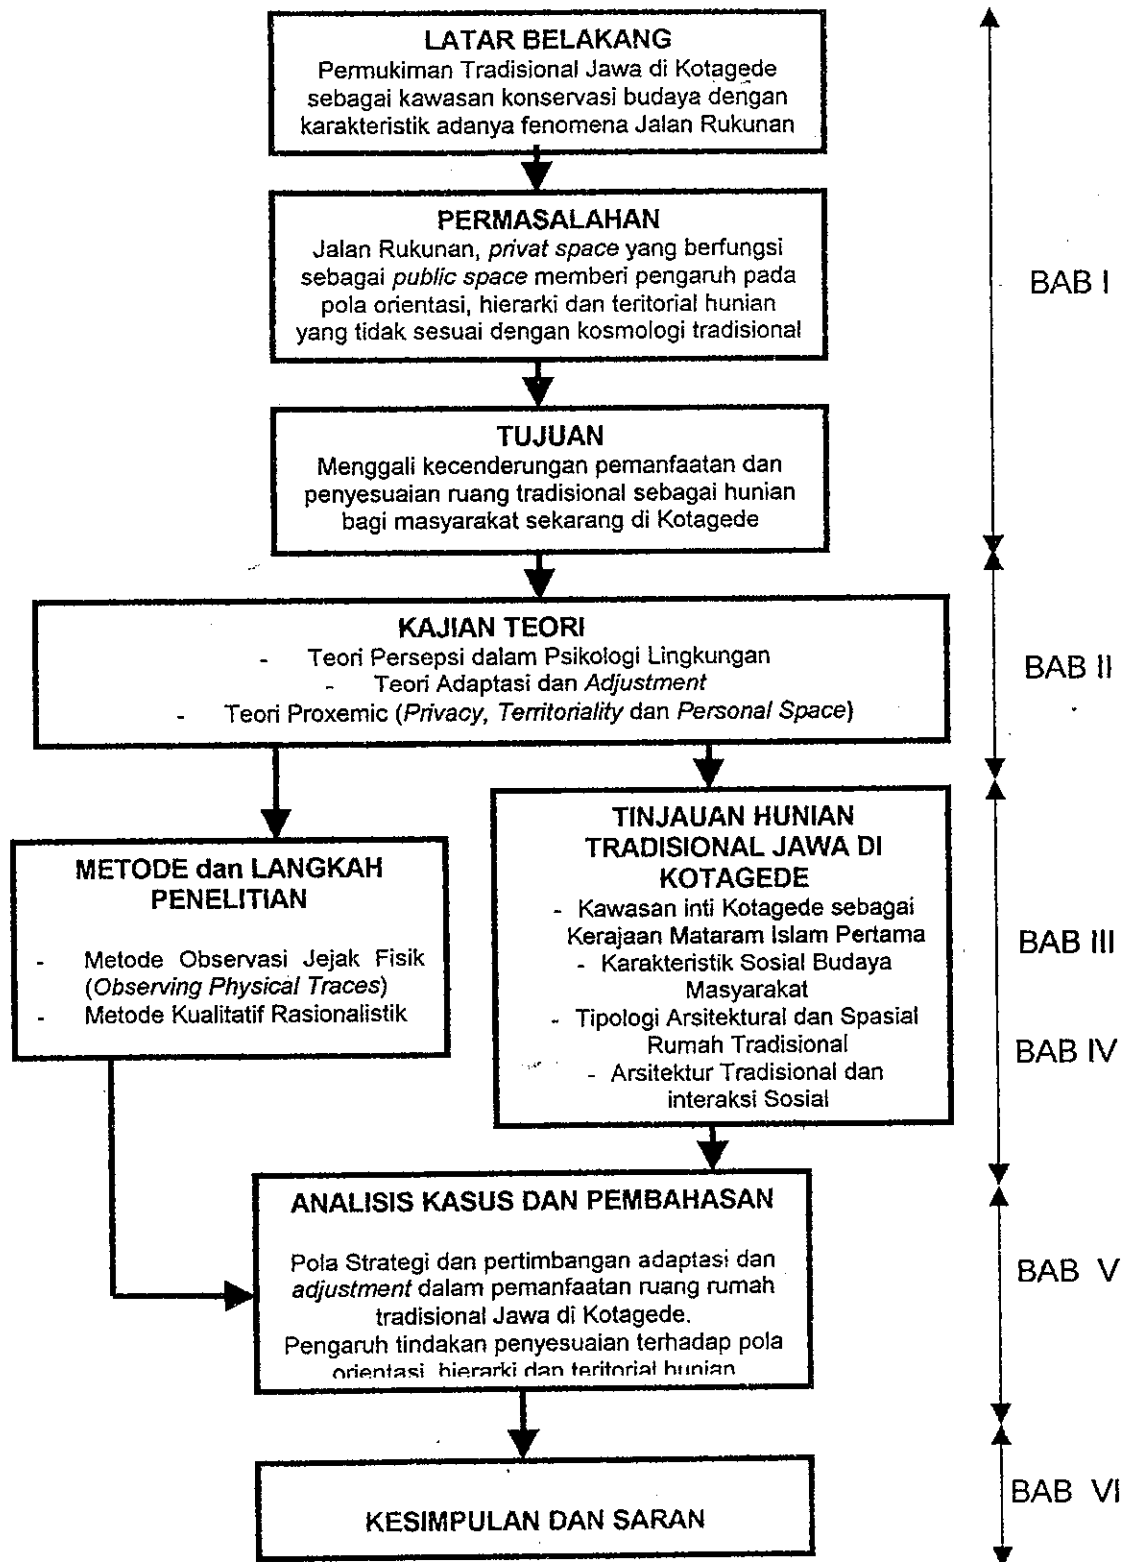 LATAR BELAKANG
Permukiman Tradisional Jawa di Kotagede
sebagai kawasan konservasi budaya dengan
karakteristik adanya fenomena Jalan Rukunan
PERMASALAHAN
Jalan Rukunan, privat space yang berfungsi
sebagai public space memberi pengaruh pada
pola orientasi, hierarki dan teritorial hunian
yang tidak sesuai dengan kosmologi tradisional
BAB I
TUJUAN
Menggali kecenderungan pemanfaatan dan
penyesuaian ruang tradisional sebagai hunian
bagi masyarakat sekarang di Kotagede
KAJIAN TEORI
- Teori Persepsi dalam Psikologi Lingkungan
- Teori Adaptasi dan Adjustment
- Teori Proxemic (Privacy, Territoriality dan Personal Space)
BAB II
METODE dan LANGKAH
PENELITIAN
- Metode Observasi Jejak Fisik
(Observing Physical Traces)
- Metode Kualitatif Rasionalistik
TINJAUAN HUNIAN
TRADISIONAL JAWA DI
KOTAGEDE
- Kawasan inti Kotagede sebagai
Kerajaan Mataram Islam Pertama
- Karakteristik Sosial Budaya
Masyarakat
- Tipologi Arsitektural dan Spasial
Rumah Tradisional
- Arsitektur Tradisional dan
interaksi Sosial
BAB III
BAB IV
ANALISIS KASUS DAN PEMBAHASAN
Pola Strategi dan pertimbangan adaptasi dan
adjustment dalam pemanfaatan ruang rumah
tradisional Jawa di Kotagede.
Pengaruh tindakan penyesuaian terhadap pola
orientasi, hierarki dan teritorial hunian
BAB V
KESIMPULAN DAN SARAN
BAB VI